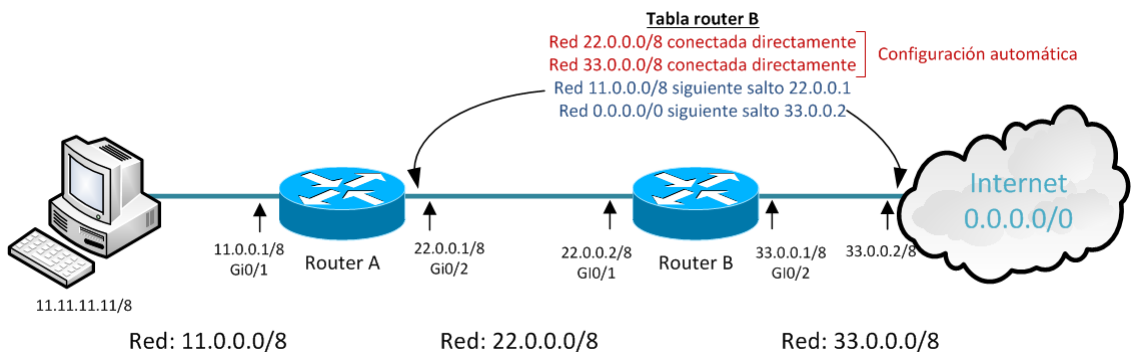 Tabla router B
Red 22.0.0.0/8 conectada directamente
Red 33.0.0.0/8 conectada directamente
Configuración automática
Red 11.0.0.0/8 siguiente salto 22.0.0.1
Red 0.0.0.0/0 siguiente salto 33.0.0.2
Internet
0.0.0.0/0
11.0.0.1/8
Gi0/1
Router A
22.0.0.1/8
Gi0/2
22.0.0.2/8
GI0/1
Router B
33.0.0.1/8
GI0/2
33.0.0.2/8
11.11.11.11/8
Red: 11.0.0.0/8
Red: 22.0.0.0/8
Red: 33.0.0.0/8